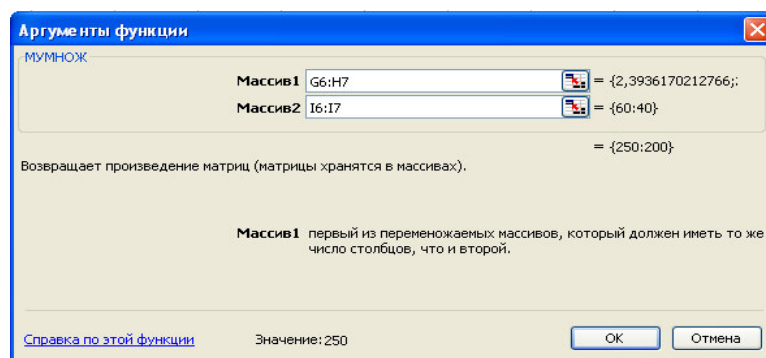 Аргументы функции
МУМНОЖ
Массив1 G6:H7 = {2,3936170212766;:
Массив2 I6:I7 = {60:40}
= {250:200}
Возвращает произведение матриц (матрицы хранятся в массивах).
Массив1 первый из переменожаемых массивов, который должен иметь то же
число столбцов, что и второй.
Справка по этой функции Значение:250 ОК Отмена